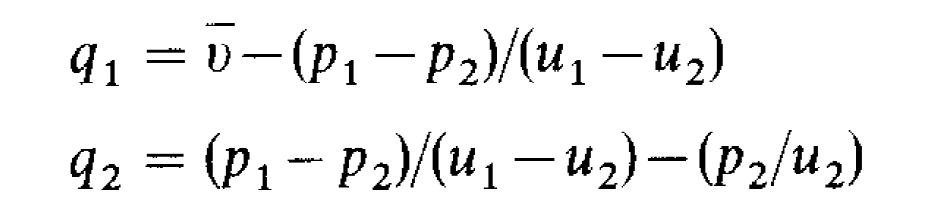 q₁ = ῡ − (p₁ − p₂)/(u₁ − u₂)
q₂ = (p₁ − p₂)/(u₁ − u₂) − (p₂/u₂)